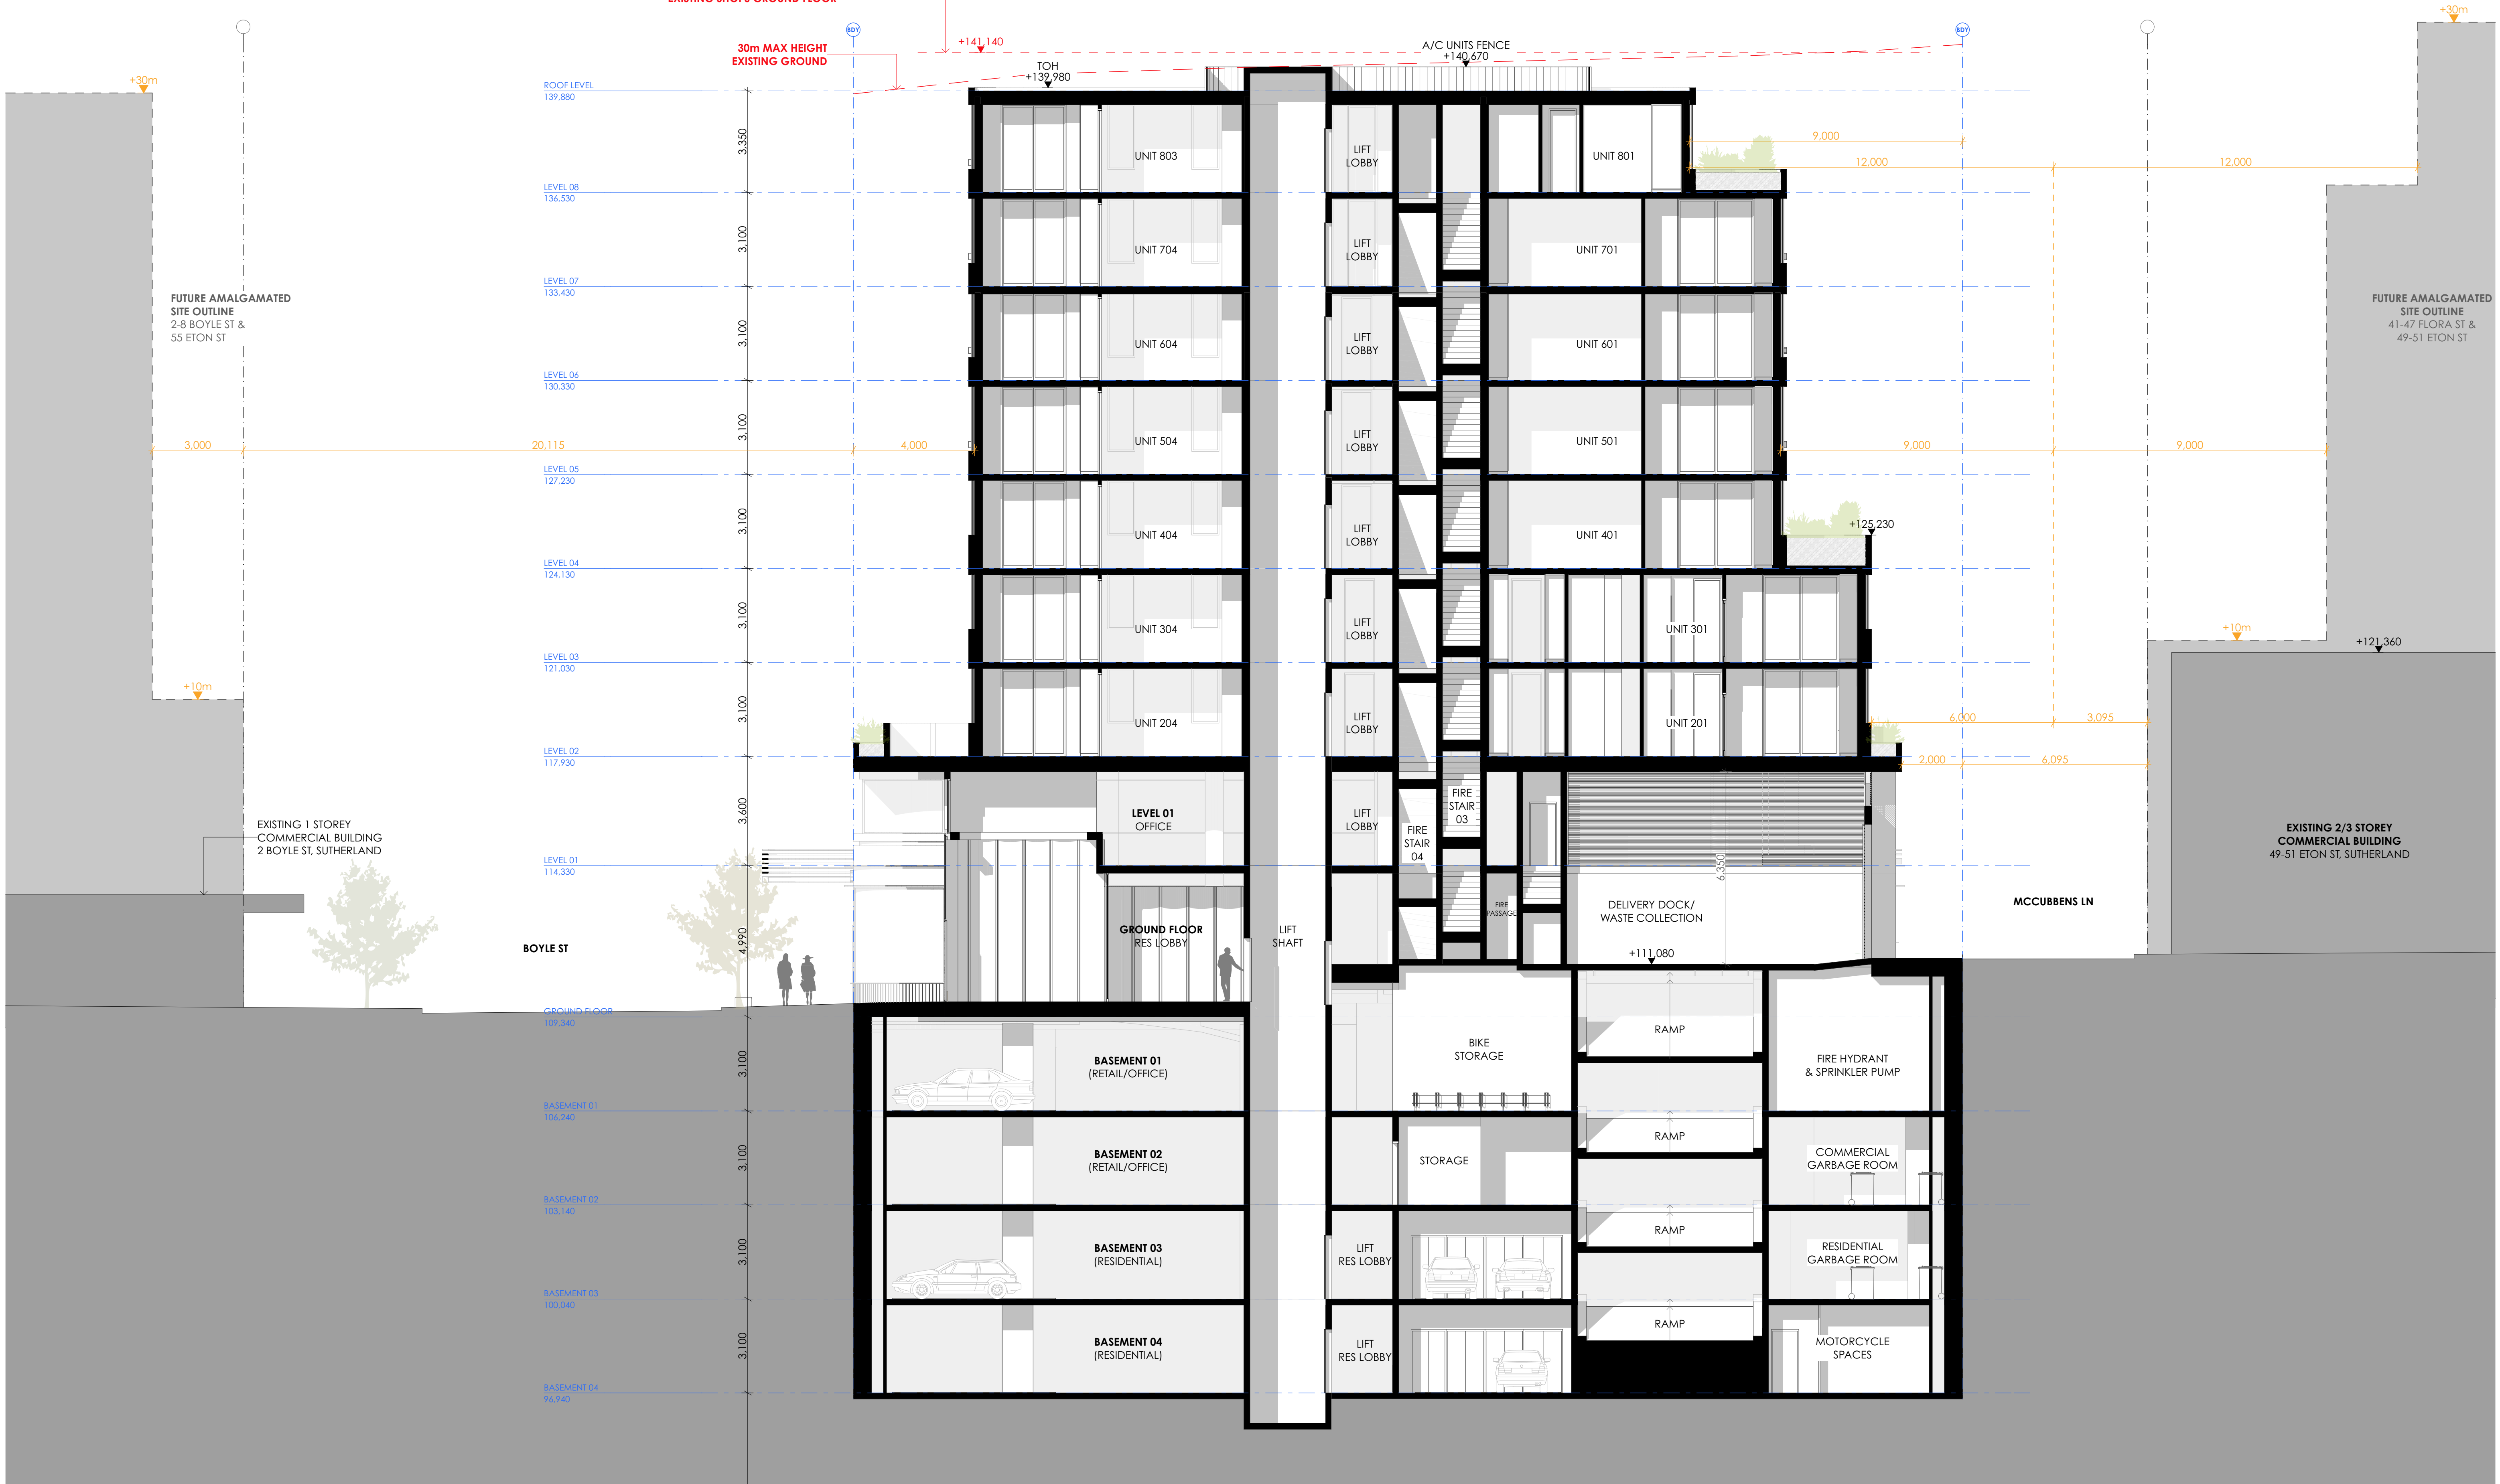 EXISTING SHOPS GROUND FLOOR
+30m
BDY
BDY
+141,140
30m MAX HEIGHT
EXISTING GROUND
A/C UNITS FENCE
+140,670
TOH
+139,980
+30m
ROOF LEVEL
139,880
3,350
9,000
UNIT 803
LIFT
LOBBY
UNIT 801
12,000
12,000
LEVEL 08
136,530
3,100
UNIT 704
LIFT
LOBBY
UNIT 701
LEVEL 07
133,430
FUTURE AMALGAMATED
SITE OUTLINE
2-8 BOYLE ST &
55 ETON ST
FUTURE AMALGAMATED
SITE OUTLINE
41-47 FLORA ST &
49-51 ETON ST
3,100
UNIT 604
LIFT
LOBBY
UNIT 601
LEVEL 06
130,330
3,100
UNIT 504
LIFT
LOBBY
UNIT 501
3,000
20,115
4,000
9,000
9,000
LEVEL 05
127,230
3,100
UNIT 404
LIFT
LOBBY
UNIT 401
+125,230
LEVEL 04
124,130
3,100
UNIT 304
LIFT
LOBBY
UNIT 301
+10m
+121,360
LEVEL 03
121,030
+10m
3,100
UNIT 204
LIFT
LOBBY
UNIT 201
6,000
3,095
LEVEL 02
117,930
2,000
6,095
3,600
LEVEL 01
OFFICE
LIFT
LOBBY
FIRE
STAIR
03
FIRE
STAIR
04
EXISTING 1 STOREY
COMMERCIAL BUILDING
2 BOYLE ST, SUTHERLAND
EXISTING 2/3 STOREY
COMMERCIAL BUILDING
49-51 ETON ST, SUTHERLAND
LEVEL 01
114,330
6,350
FIRE
PASSAGE
DELIVERY DOCK/
WASTE COLLECTION
MCCUBBENS LN
BOYLE ST
4,990
GROUND FLOOR
RES LOBBY
LIFT
SHAFT
+111,080
GROUND FLOOR
109,340
RAMP
3,100
BASEMENT 01
(RETAIL/OFFICE)
BIKE
STORAGE
FIRE HYDRANT
& SPRINKLER PUMP
BASEMENT 01
106,240
3,100
BASEMENT 02
(RETAIL/OFFICE)
STORAGE
RAMP
COMMERCIAL
GARBAGE ROOM
BASEMENT 02
103,140
3,100
BASEMENT 03
(RESIDENTIAL)
LIFT
RES LOBBY
RAMP
RESIDENTIAL
GARBAGE ROOM
BASEMENT 03
100,040
3,100
BASEMENT 04
(RESIDENTIAL)
LIFT
RES LOBBY
RAMP
MOTORCYCLE
SPACES
BASEMENT 04
96,940